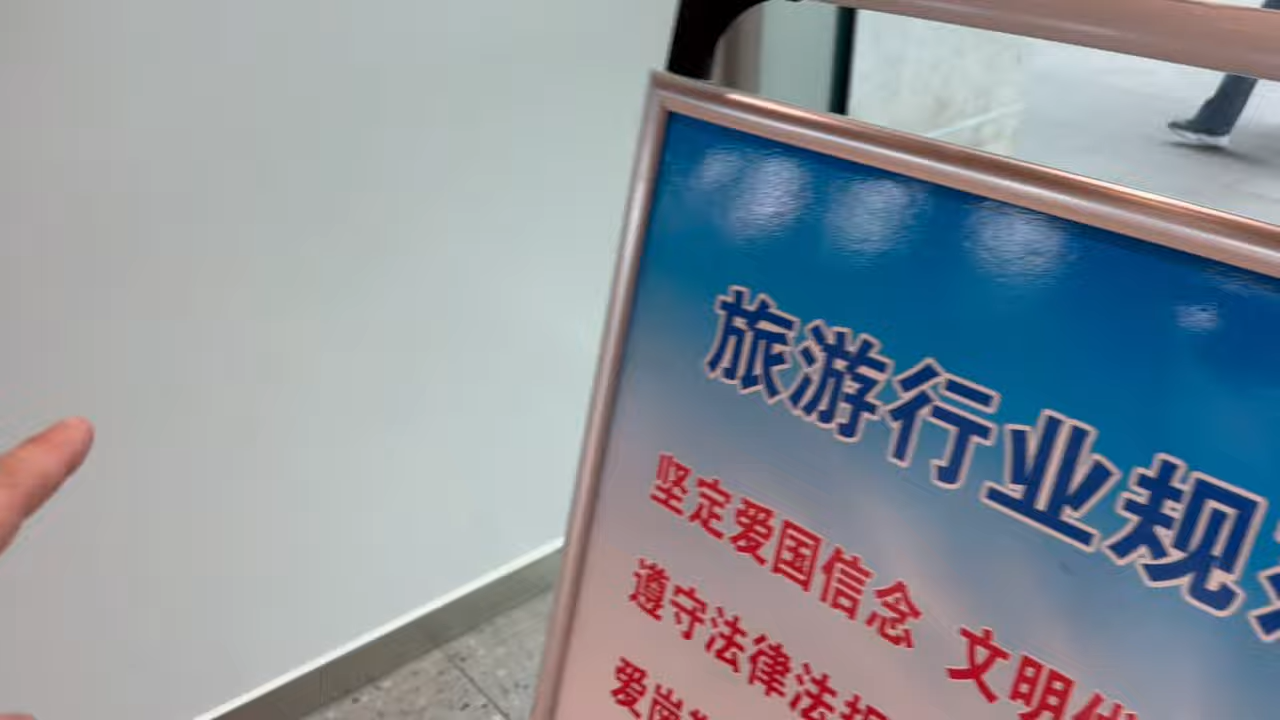 旅游行业规
坚定爱国信念 文明
遵守法律法规
爱岗